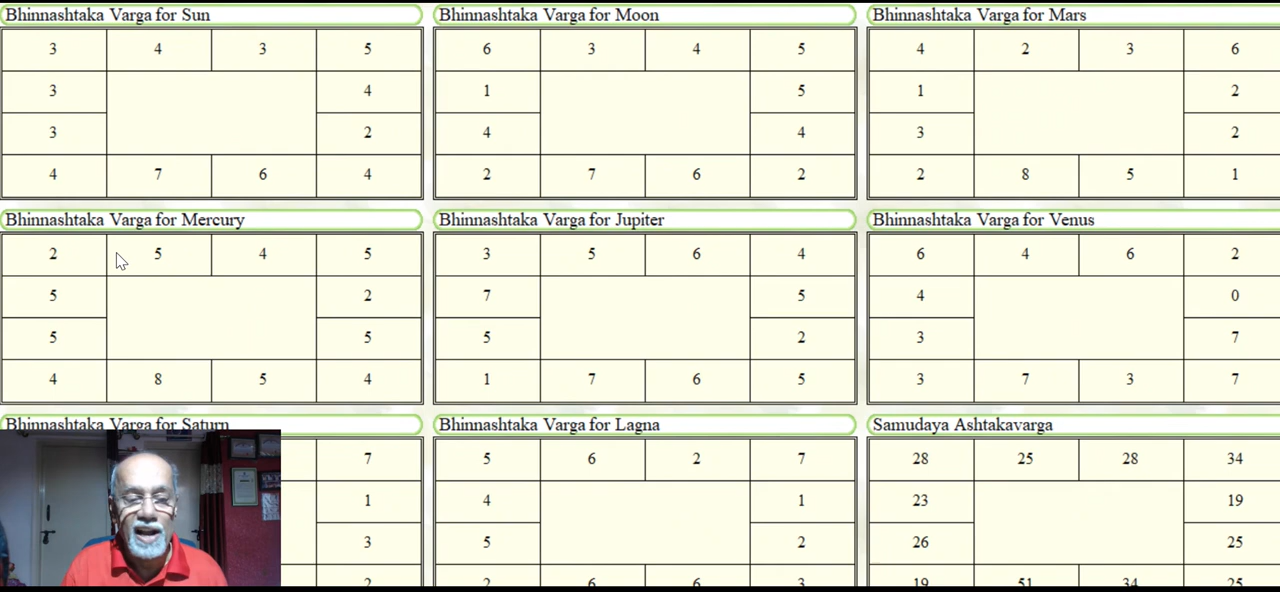 Bhinnashtaka Varga for Sun
3 4 3 5
3 4
3 2
4 7 6 4
Bhinnashtaka Varga for Moon
6 3 4 5
1 5
4 4
2 7 6 2
Bhinnashtaka Varga for Mars
4 2 3 6
1 2
3 2
2 8 5 1
Bhinnashtaka Varga for Mercury
2 5 4 5
5 2
5 5
4 8 5 4
Bhinnashtaka Varga for Jupiter
3 5 6 4
7 5
5 2
1 7 6 5
Bhinnashtaka Varga for Venus
6 4 6 2
4 0
3 7
3 7 3 7
Bhinnashtaka Varga for Saturn
7
1
3
2
Bhinnashtaka Varga for Lagna
5 6 2 7
4 1
5 2
2 6 6 3
Samudaya Ashtakavarga
28 25 28 34
23 19
26 25
19 51 34 25